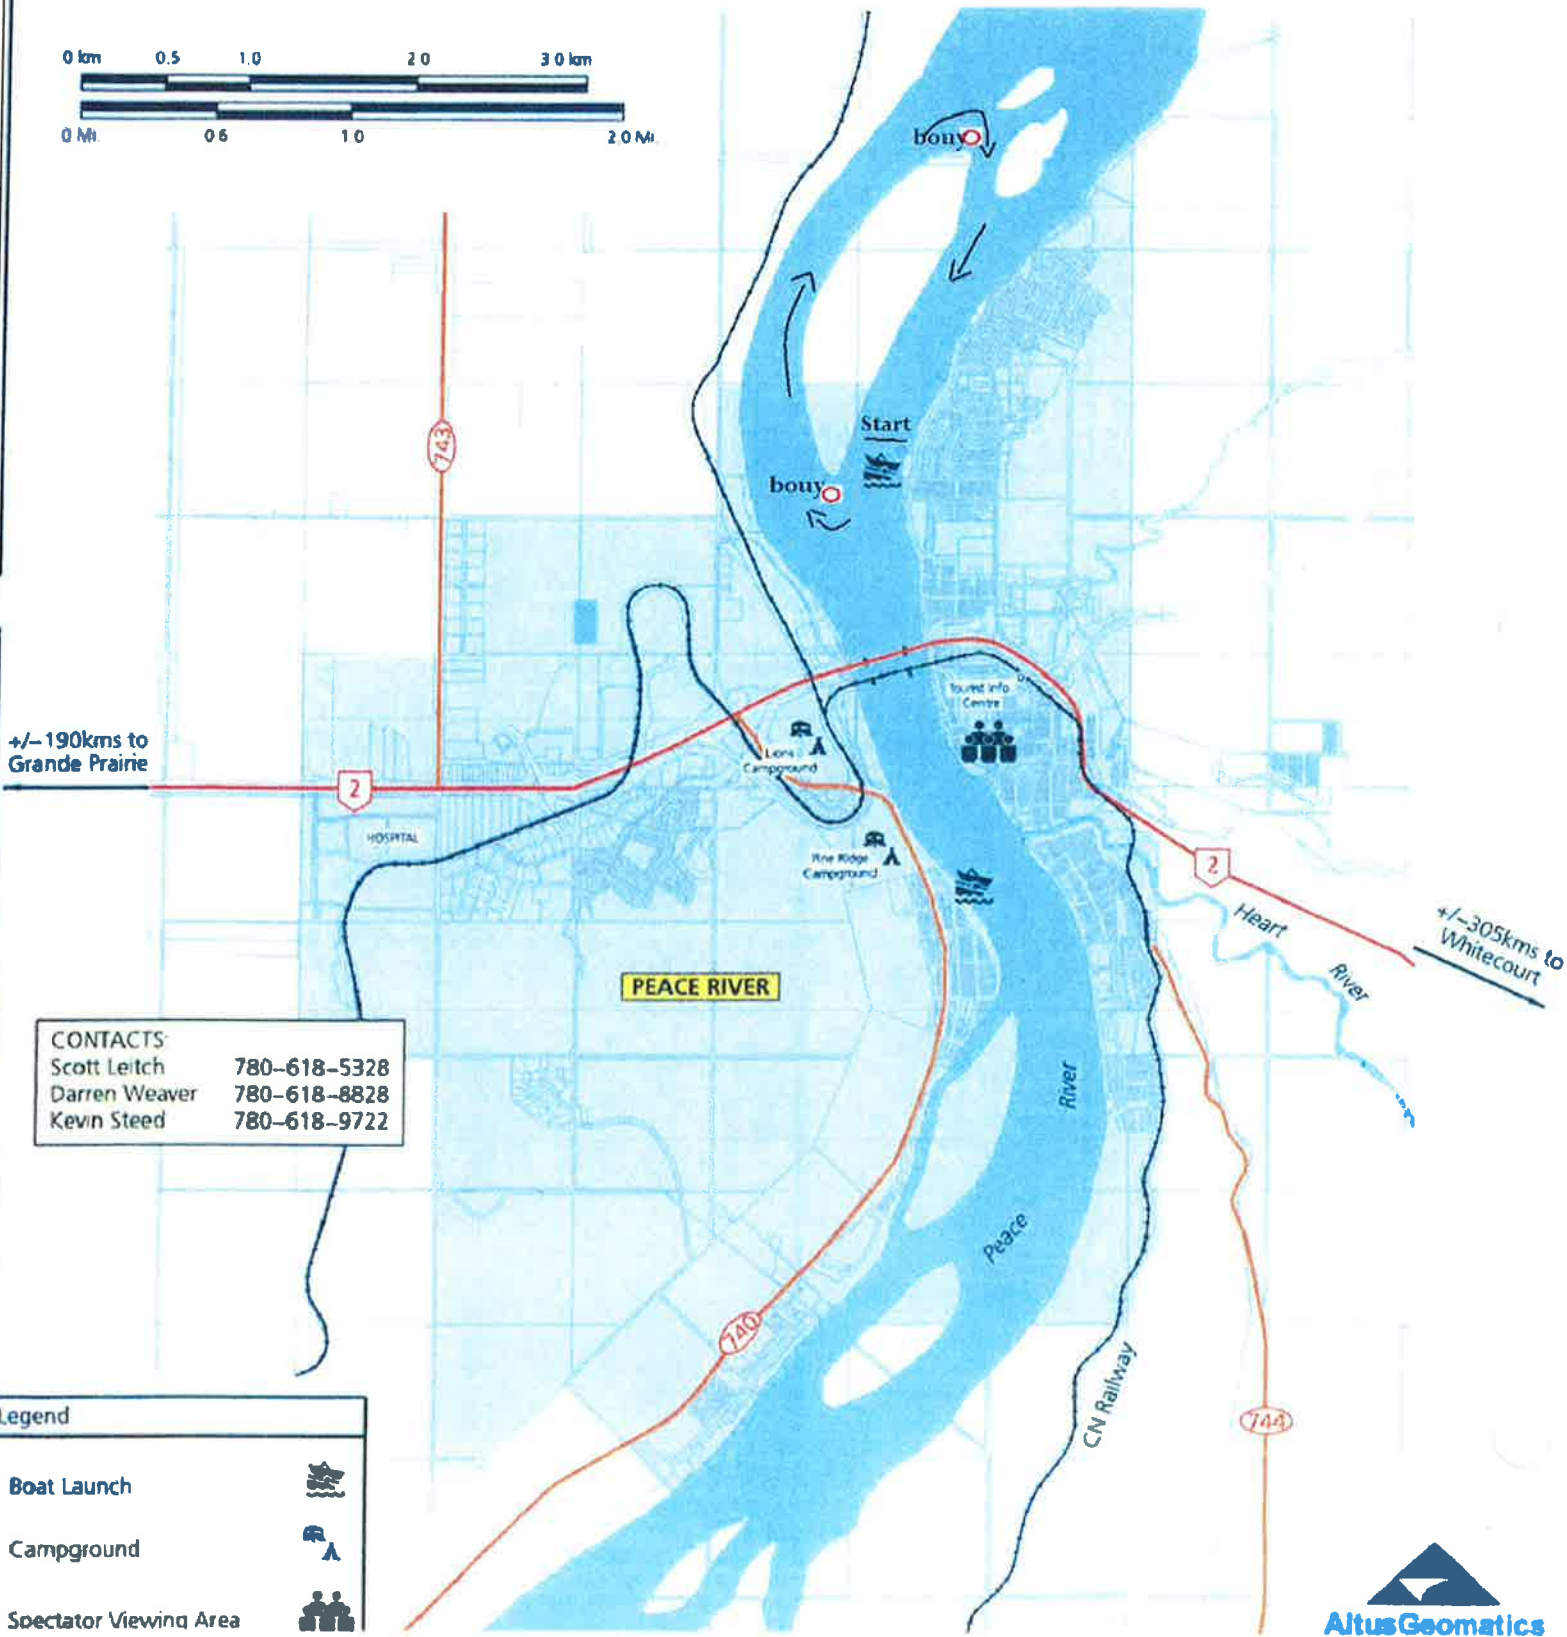 0 km 0.5 1.0 2.0 3.0 km
0 Mi. 0.6 1.0 2.0 Mi.
bouy
743
Start
bouy
Tourist Info
Centre
+/-190kms to
Grande Prairie
2
Lions
Campground
HOSPITAL
Pine Ridge
Campground
2
Heart
River
+/-305kms to
Whitecourt
PEACE RIVER
CONTACTS
Scott Leitch 780-618-5328
Darren Weaver 780-618-8828
Kevin Steed 780-618-9722
River
Peace
740
CN Railway
744
Legend
Boat Launch
Campground
Spectator Viewing Area
AltusGeomatics